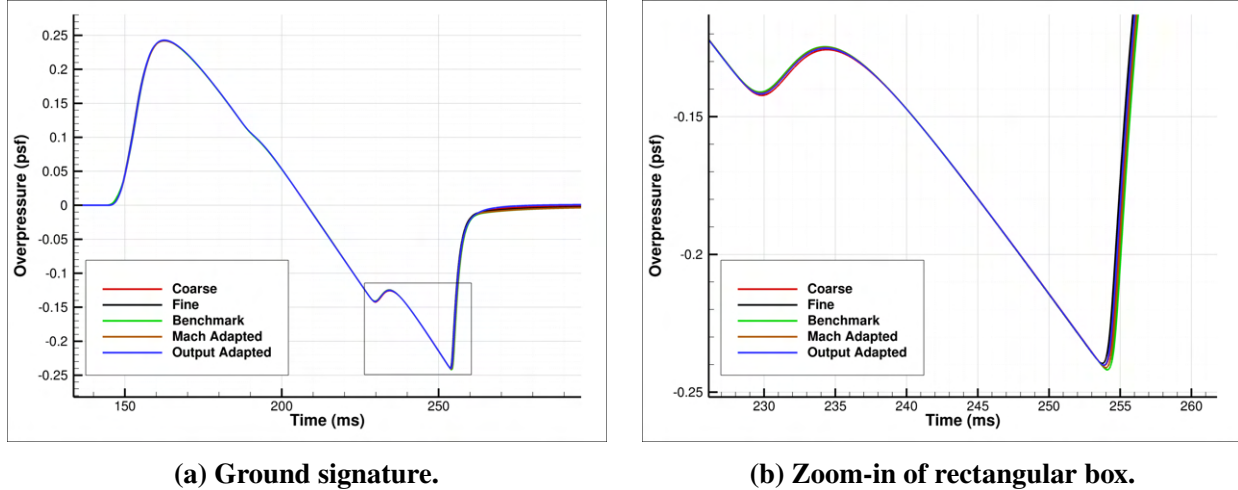 0.25
0.2
0.15
0.1
0.05
0
-0.05
-0.1
-0.15
-0.2
-0.25
Overpressure (psf)
150
200
250
Time (ms)
Coarse
Fine
Benchmark
Mach Adapted
Output Adapted
(a) Ground signature.
-0.15
-0.2
-0.25
Overpressure (psf)
230
235
240
245
250
255
260
Time (ms)
Coarse
Fine
Benchmark
Mach Adapted
Output Adapted
(b) Zoom-in of rectangular box.